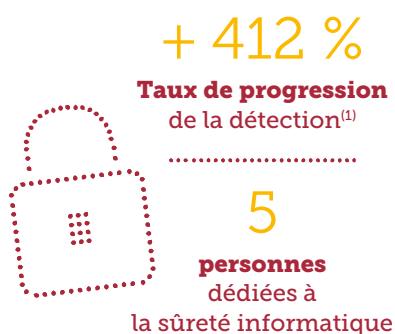 + 412 %
Taux de progression
de la détection(1)
5
personnes
dédiées à
la sûreté informatique